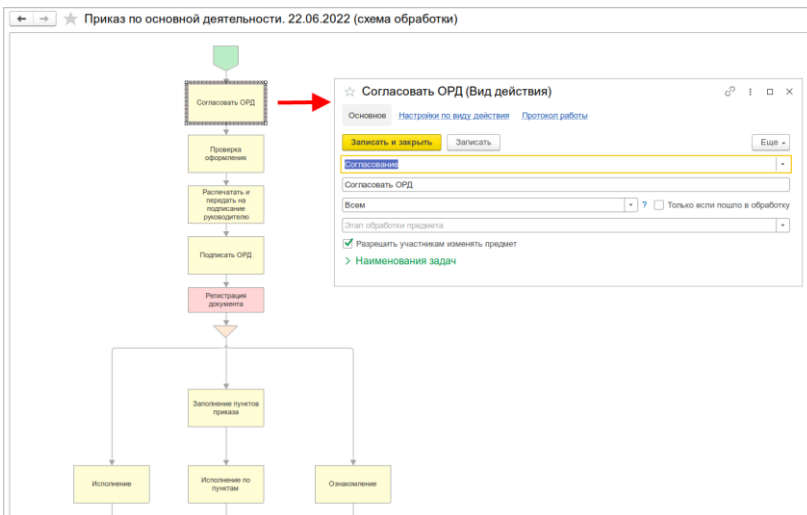 Приказ по основной деятельности. 22.06.2022 (схема обработки)
Согласовать ОРД
Проверка
оформления
Распечатать и
передать на
подписание
руководителю
Подписать ОРД
Регистрация
документа
Заполнение пунктов
приказа
Исполнение
Исполнение по
пунктам
Ознакомление
Согласовать ОРД (Вид действия)
Основное Настройки по виду действия Протокол работы
Записать и закрыть Записать Еще
Согласование
Согласовать ОРД
Всем ? Только если пошло в обработку
Этап обработки предмета
Разрешить участникам изменять предмет
Наименования задач